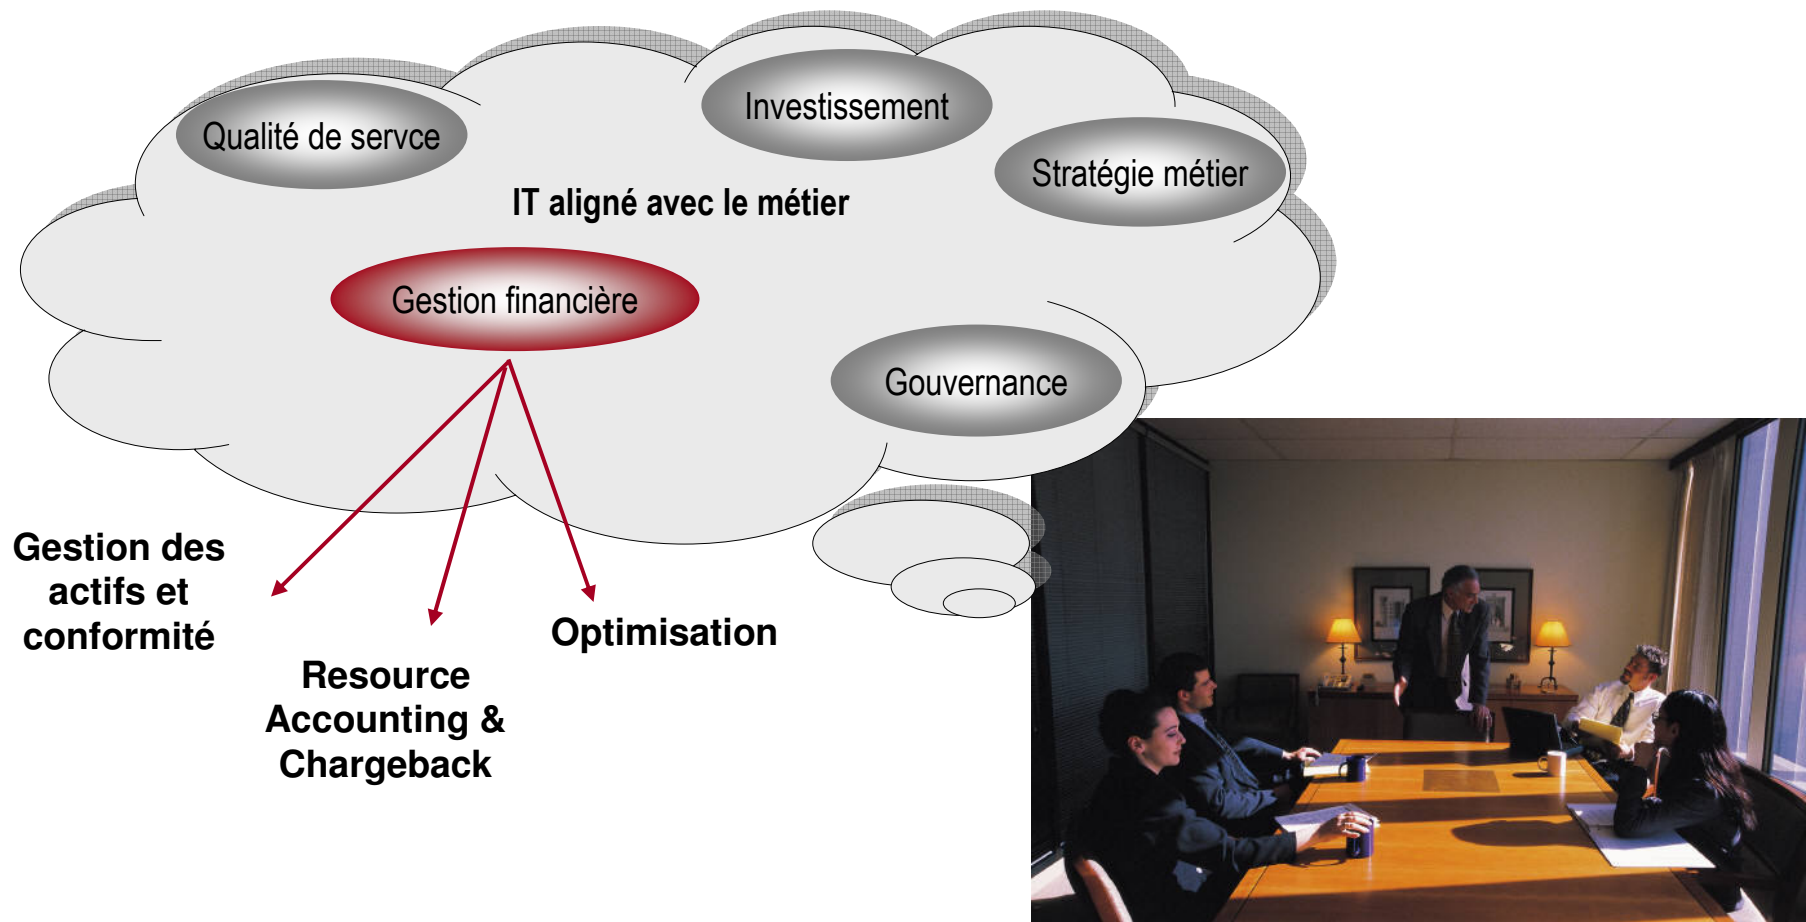 Investissement
Qualité de servce
Stratégie métier
IT aligné avec le métier
Gestion financière
Gouvernance
Gestion des
actifs et
conformité
Resource
Accounting &
Chargeback
Optimisation